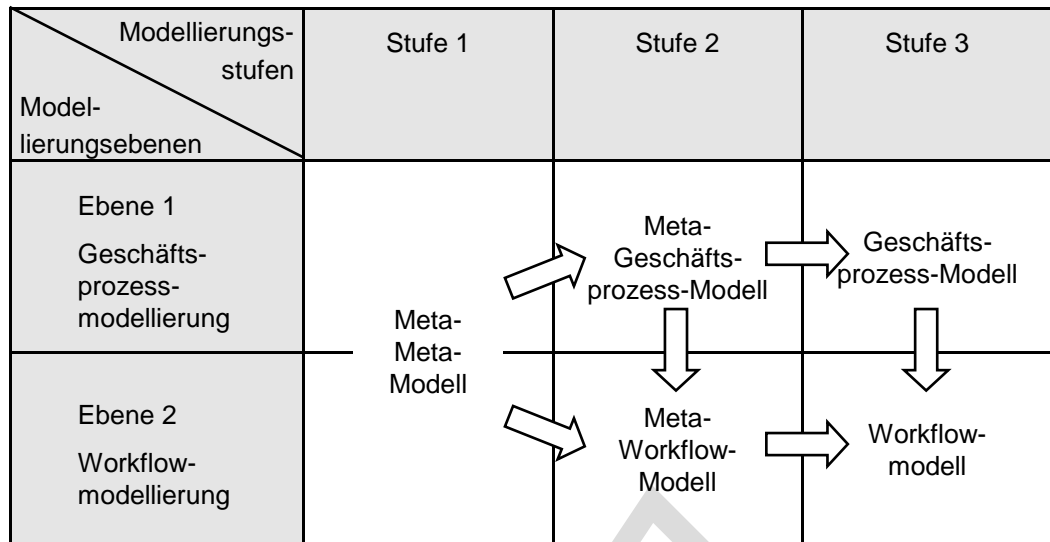 Modellierungs-
stufen
Model-
lierungsebenen
Stufe 1
Stufe 2
Stufe 3
Ebene 1
Geschäfts-
prozess-
modellierung
Meta-
Meta-
Modell
Meta-
Geschäfts-
prozess-Modell
Geschäfts-
prozess-Modell
Ebene 2
Workflow-
modellierung
Meta-
Workflow-
Modell
Workflow-
modell